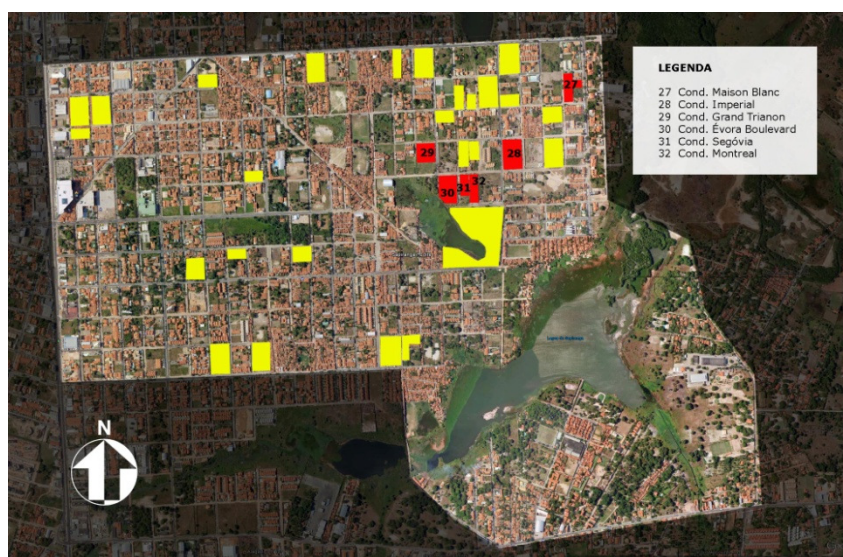 LEGENDA
27 Cond. Maison Blanc
28 Cond. Imperial
29 Cond. Grand Trianon
30 Cond. Évora Boulevard
31 Cond. Segóvia
32 Cond. Montreal
27
29
28
32
31
30
N